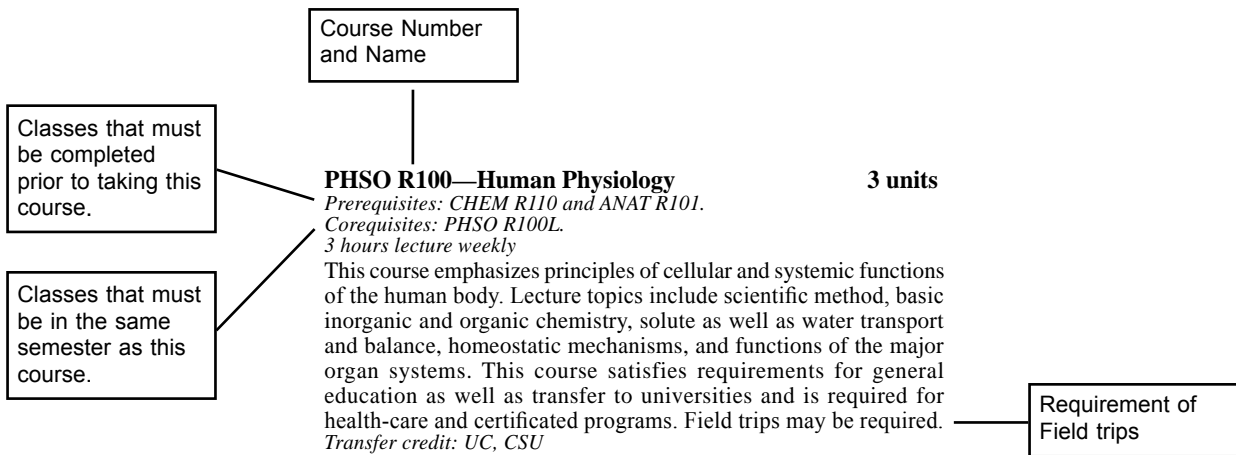 Course Number
and Name
Classes that must
be completed
prior to taking this
course.
PHSO R100—Human Physiology 3 units
Prerequisites: CHEM R110 and ANAT R101.
Corequisites: PHSO R100L.
3 hours lecture weekly
Classes that must
be in the same
semester as this
course.
This course emphasizes principles of cellular and systemic functions
of the human body. Lecture topics include scientific method, basic
inorganic and organic chemistry, solute as well as water transport
and balance, homeostatic mechanisms, and functions of the major
organ systems. This course satisfies requirements for general
education as well as transfer to universities and is required for
health-care and certificated programs. Field trips may be required.
Transfer credit: UC, CSU
Requirement of
Field trips